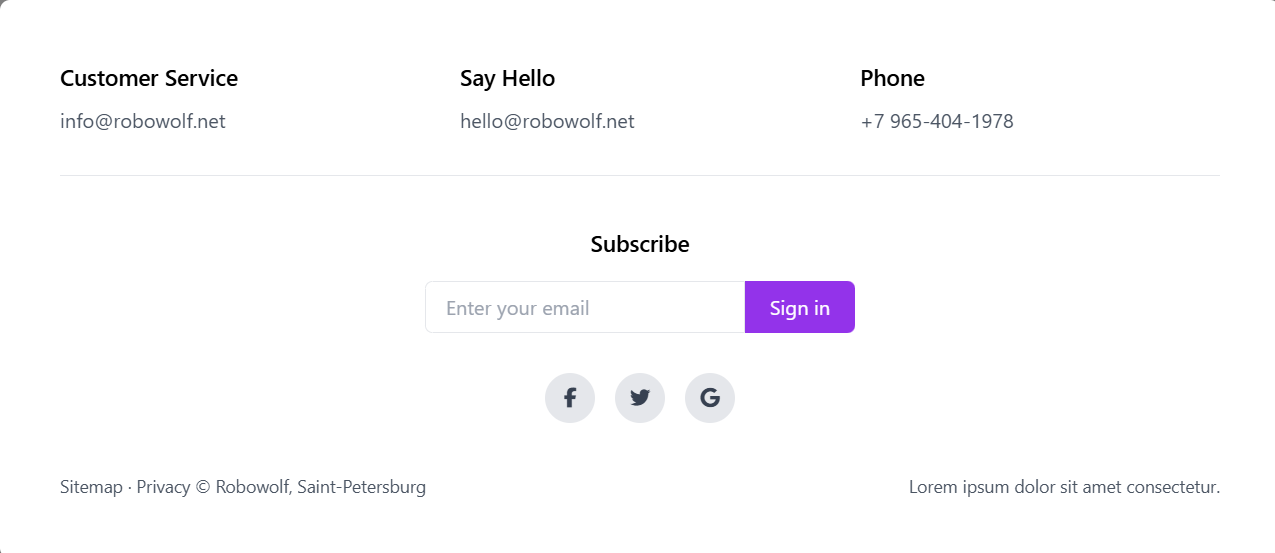 Customer Service
info@robowolf.net
Say Hello
hello@robowolf.net
Phone
+7 965-404-1978
Subscribe
Enter your email
Sign in
Sitemap · Privacy © Robowolf, Saint-Petersburg
Lorem ipsum dolor sit amet consectetur.